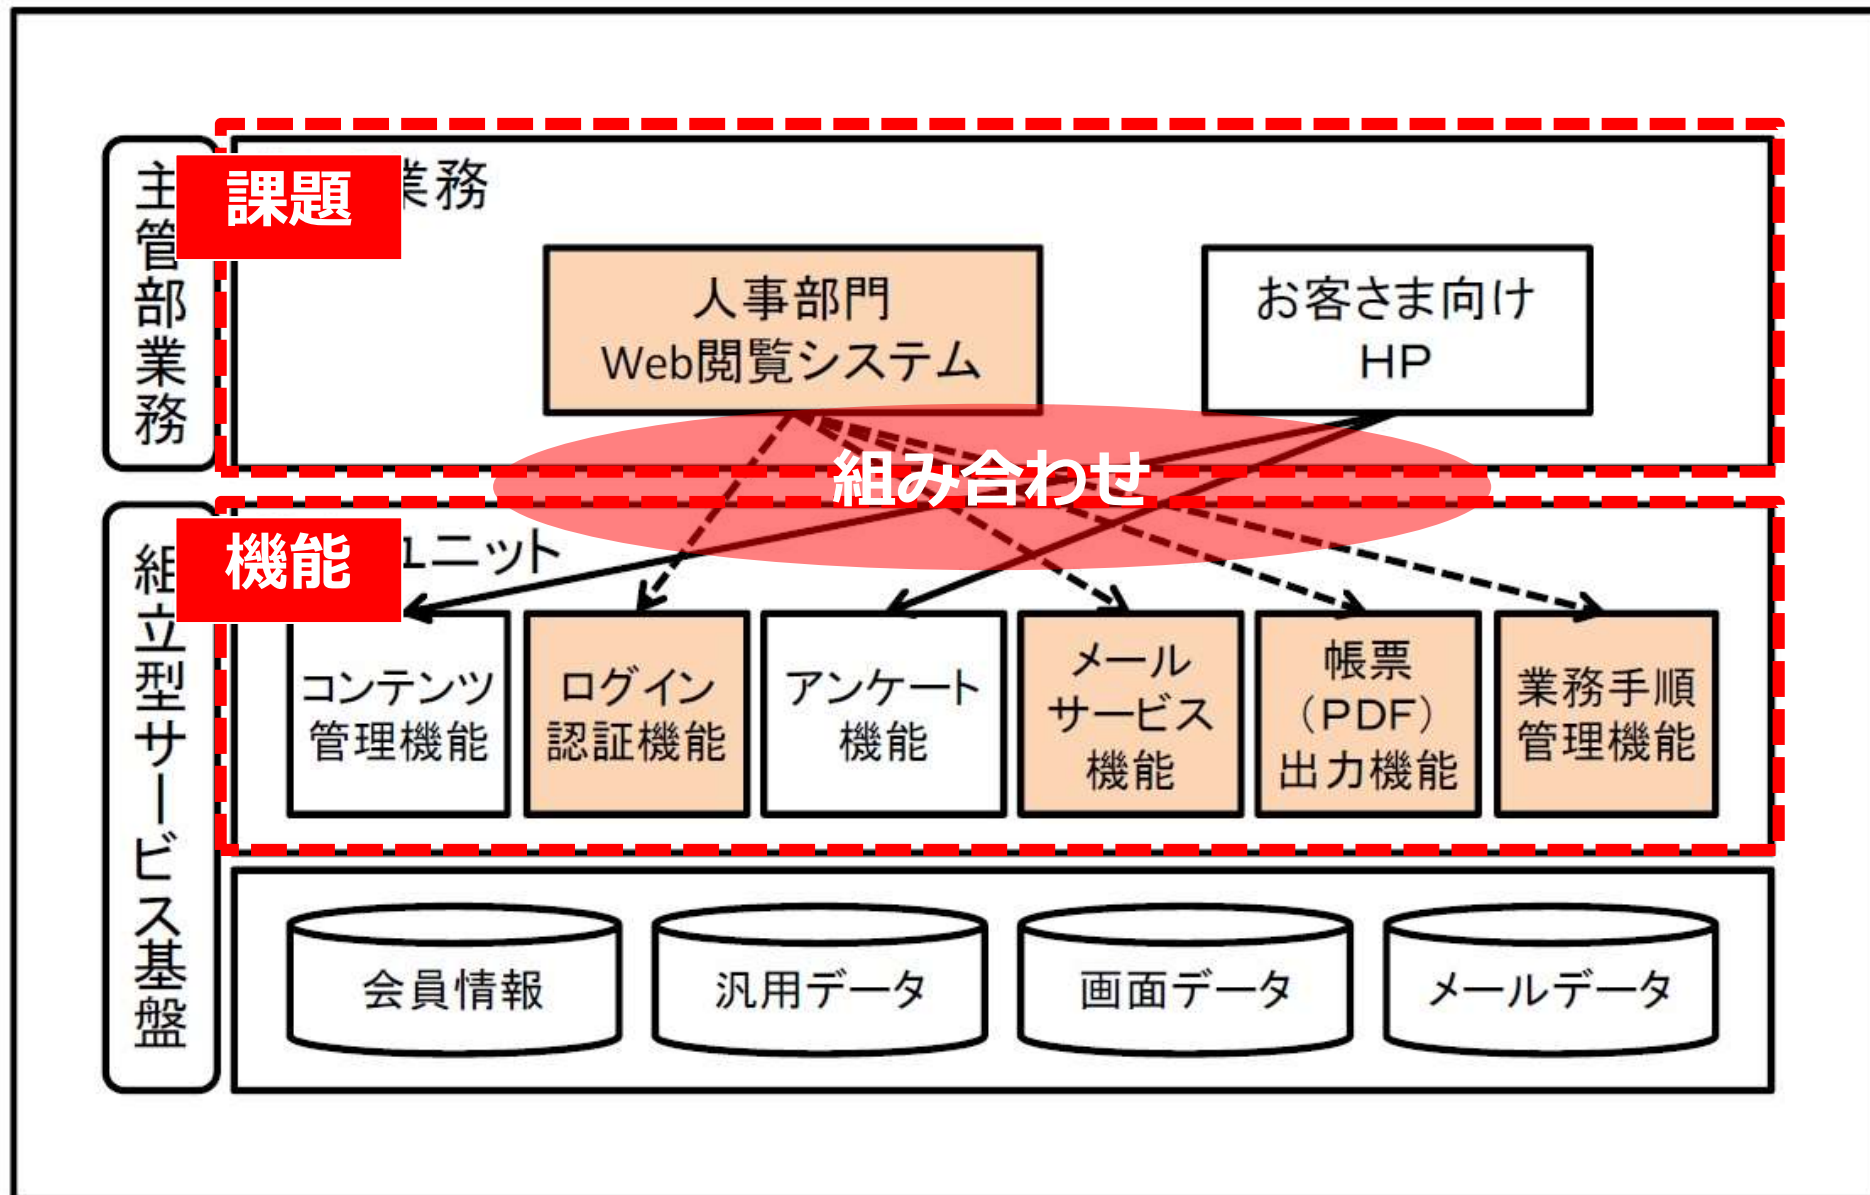 主管部業務
課題
業務
人事部門
Web閲覧システム
お客さま向け
HP
組み合わせ
組立型サービス基盤
機能
ユニット
コンテンツ
管理機能
ログイン
認証機能
アンケート
機能
メール
サービス
機能
帳票
（PDF）
出力機能
業務手順
管理機能
会員情報
汎用データ
画面データ
メールデータ